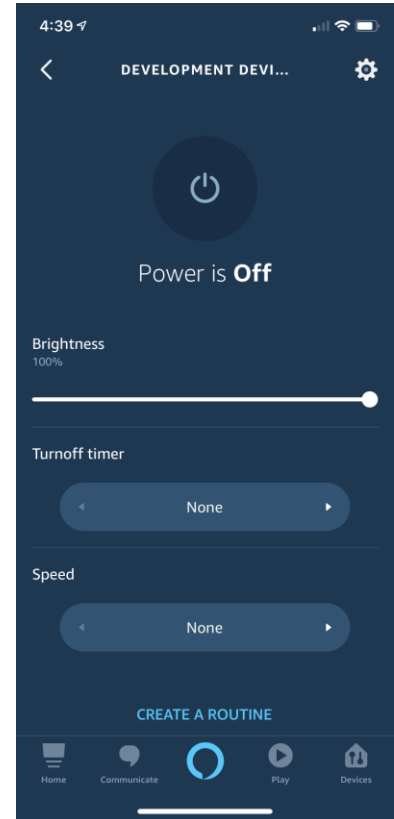 4:39
DEVELOPMENT DEVI...
Power is Off
Brightness
100%
Turnoff timer
None
Speed
None
CREATE A ROUTINE
Home Communicate Play Devices